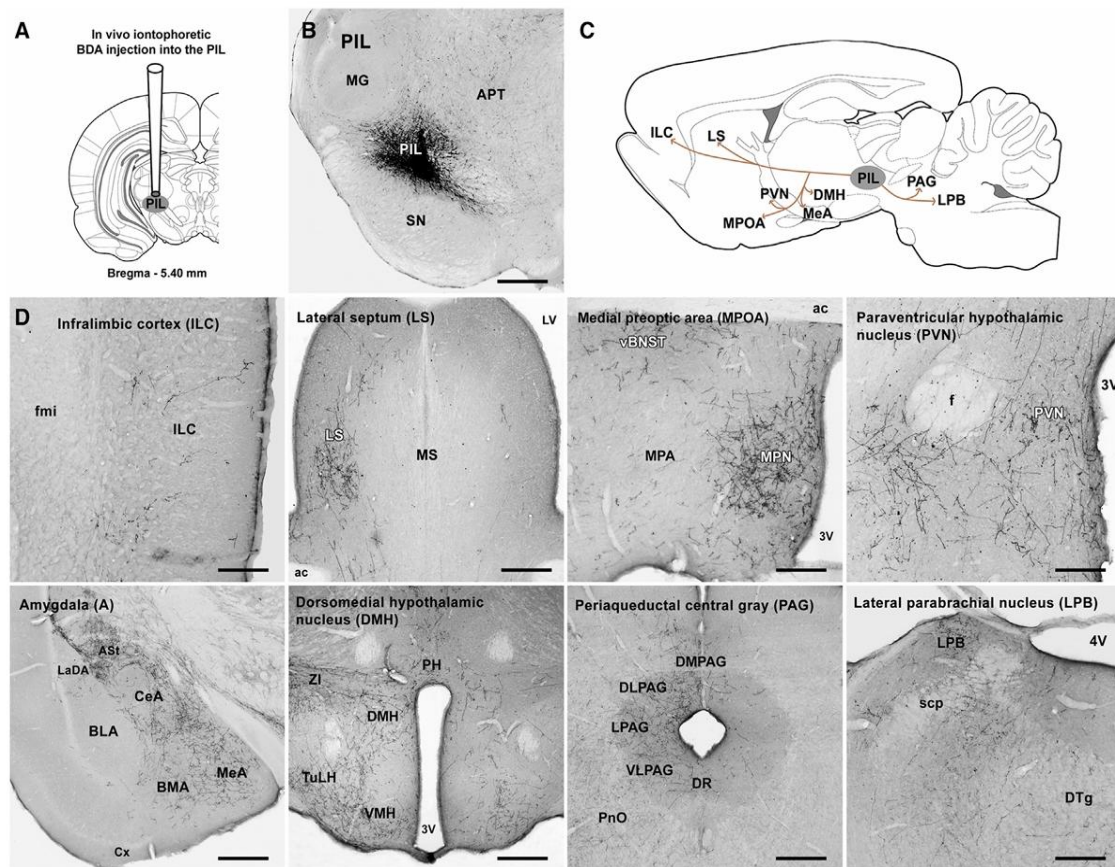 A
In vivo iontophoretic
BDA injection into the PIL
PIL
Bregma - 5.40 mm
B
PIL
MG
APT
PIL
SN
C
ILC
LS
PIL
PAG
PVN
DMH
LPB
MeA
MPOA
D
Infralimbic cortex (ILC)
fmi
ILC
Lateral septum (LS)
LV
LS
MS
ac
Medial preoptic area (MPOA)
ac
vBNST
MPA
MPN
3V
Paraventricular hypothalamic
nucleus (PVN)
3V
f
PVN
Amygdala (A)
ASt
LaDA
CeA
BLA
MeA
BMA
Cx
Dorsomedial hypothalamic
nucleus (DMH)
PH
ZI
DMH
TuLH
VMH
3V
Periaqueductal central gray (PAG)
DMPAG
DLPAG
LPAG
VLPAG
DR
PnO
Lateral parabrachial nucleus (LPB)
4V
LPB
scp
DTg